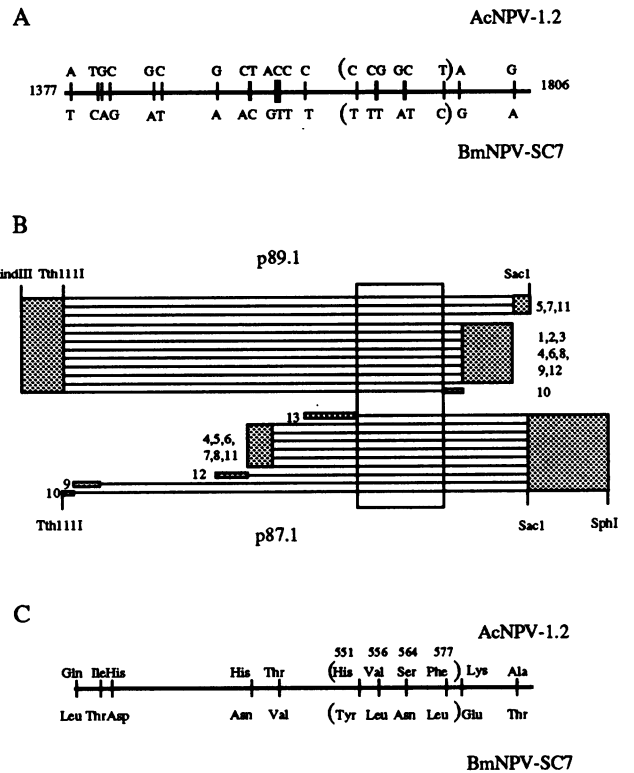 A
AcNPV-1.2
A TGC GC G CT ACC C (C CG GC T) A G
1377 1806
T CAG AT A AC GTT T (T TT AT C) G A
BmNPV-SC7
B
p89.1
indIII Tth111I Sac1
5,7,11
1,2,3
4,6,8,
9,12
10
13
4,5,6,
7,8,11
12
9
10
Tth111I Sac1 SphI
p87.1
C
AcNPV-1.2
551 556 564 577
Gln IleHis His Thr (His Val Ser Phe) Lys Ala
Leu ThrAsp Asn Val (Tyr Leu Asn Leu) Glu Thr
BmNPV-SC7